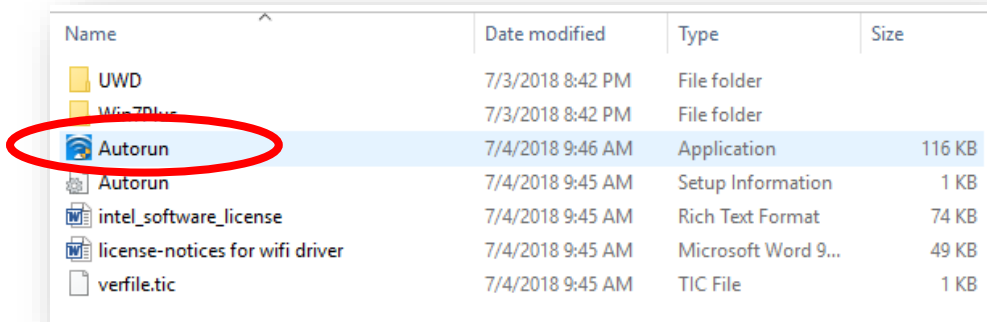 Name Date modified Type Size
UWD 7/3/2018 8:42 PM File folder
Win7Plus 7/3/2018 8:42 PM File folder
Autorun 7/4/2018 9:46 AM Application 116 KB
Autorun 7/4/2018 9:45 AM Setup Information 1 KB
intel_software_license 7/4/2018 9:45 AM Rich Text Format 74 KB
license-notices for wifi driver 7/4/2018 9:45 AM Microsoft Word 9... 49 KB
verfile.tic 7/4/2018 9:45 AM TIC File 1 KB